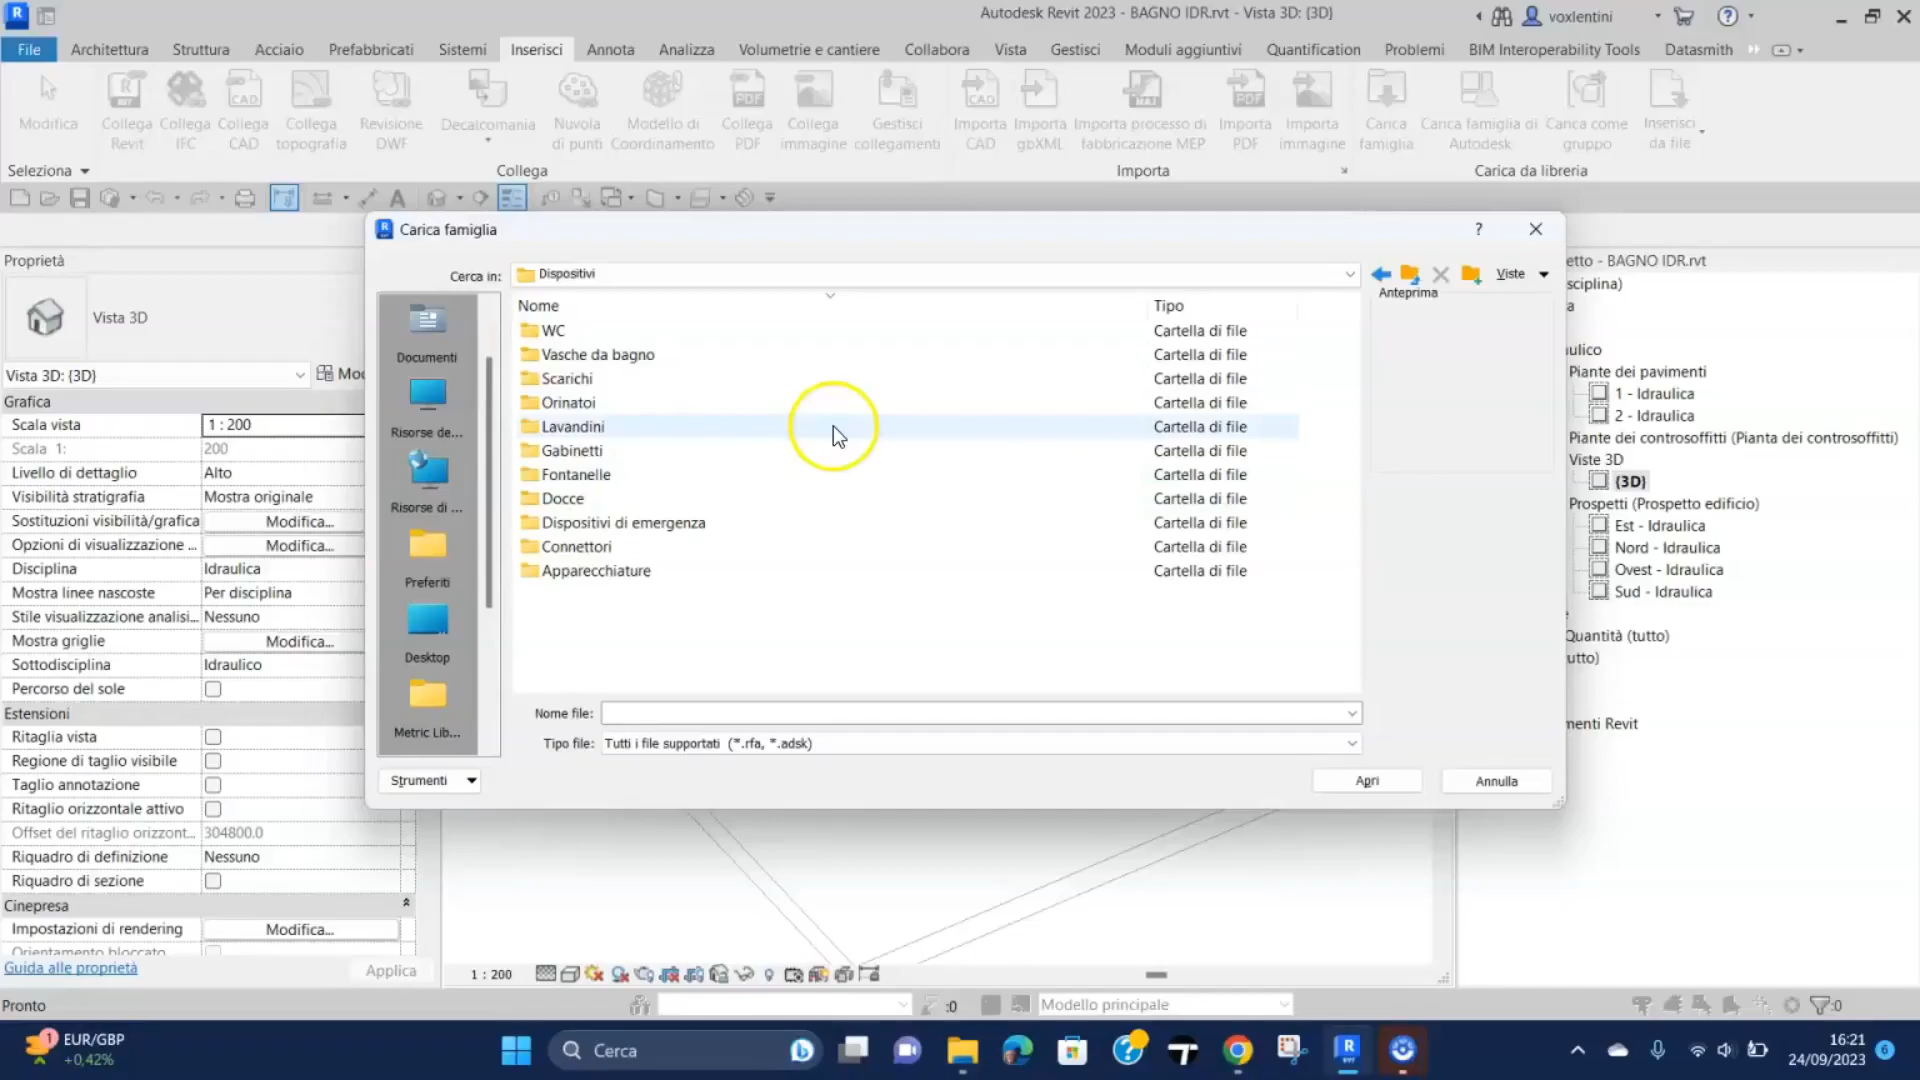 Autodesk Revit 2023 - BAGNO IDR.rvt - Vista 3D: {3D}
voxlentini
File Architettura Struttura Acciaio Prefabbricati Sistemi Inserisci Annota Analizza Volumetrie e cantiere Collabora Vista Gestisci Moduli aggiuntivi Quantification Problemi BIM Interoperability Tools Datasmith
Modifica
Collega Revit
Collega IFC
Collega CAD
Collega topografia
Revisione DWF
Decalcomania
Nuvola di punti
Modello di Coordinamento
Collega PDF
Collega immagine
Gestisci collegamenti
Importa CAD
Importa gbXML
Importa processo di fabbricazione MEP
Importa PDF
Importa immagine
Carica famiglia
Carica famiglia di Autodesk
Carica come gruppo
Inserisci da file
Seleziona
Collega
Importa
Carica da libreria
Proprietà
Vista 3D
Vista 3D: {3D}
Grafica
Scala vista 1 : 200
Scala 1: 200
Livello di dettaglio Alto
Visibilità stratigrafia Mostra originale
Sostituzioni visibilità/grafica Modifica...
Opzioni di visualizzazione ... Modifica...
Disciplina Idraulica
Mostra linee nascoste Per disciplina
Stile visualizzazione analisi... Nessuno
Mostra griglie Modifica...
Sottodisciplina Idraulico
Percorso del sole
Estensioni
Ritaglia vista
Regione di taglio visibile
Taglio annotazione
Ritaglio orizzontale attivo
Offset del ritaglio orizzont... 304800.0
Riquadro di definizione Nessuno
Riquadro di sezione
Cinepresa
Impostazioni di rendering Modifica...
Orientamento bloccato
Guida alle proprietà
Applica
Carica famiglia
?
Cerca in: Dispositivi
Viste
Anteprima
Documenti
Risorse de...
Risorse di ...
Preferiti
Desktop
Metric Lib...
Nome Tipo
WC Cartella di file
Vasche da bagno Cartella di file
Scarichi Cartella di file
Orinatoi Cartella di file
Lavandini Cartella di file
Gabinetti Cartella di file
Fontanelle Cartella di file
Docce Cartella di file
Dispositivi di emergenza Cartella di file
Connettori Cartella di file
Apparecchiature Cartella di file
Nome file:
Tipo file: Tutti i file supportati (*.rfa, *.adsk)
Strumenti
Apri
Annulla
etto - BAGNO IDR.rvt
sciplina)
a
ulico
Piante dei pavimenti
1 - Idraulica
2 - Idraulica
Piante dei controsoffitti (Pianta dei controsoffitti)
Viste 3D
{3D}
Prospetti (Prospetto edificio)
Est - Idraulica
Nord - Idraulica
Ovest - Idraulica
Sud - Idraulica
Quantità (tutto)
utto)
menti Revit
1 : 200
Pronto
:0
Modello principale
:0
1
EUR/GBP
+0,42%
Cerca
16:21
24/09/2023
6